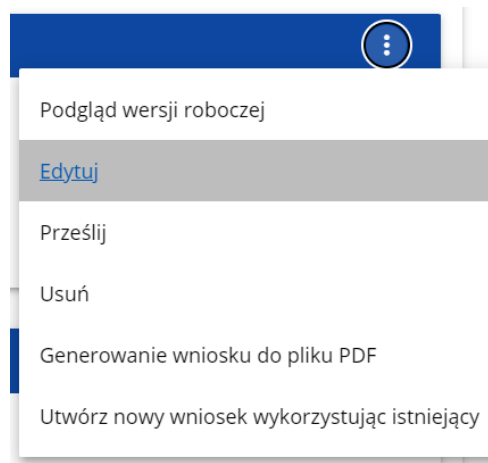 Podgląd wersji roboczej
Edytuj
Prześlij
Usuń
Generowanie wniosku do pliku PDF
Utwórz nowy wniosek wykorzystując istniejący